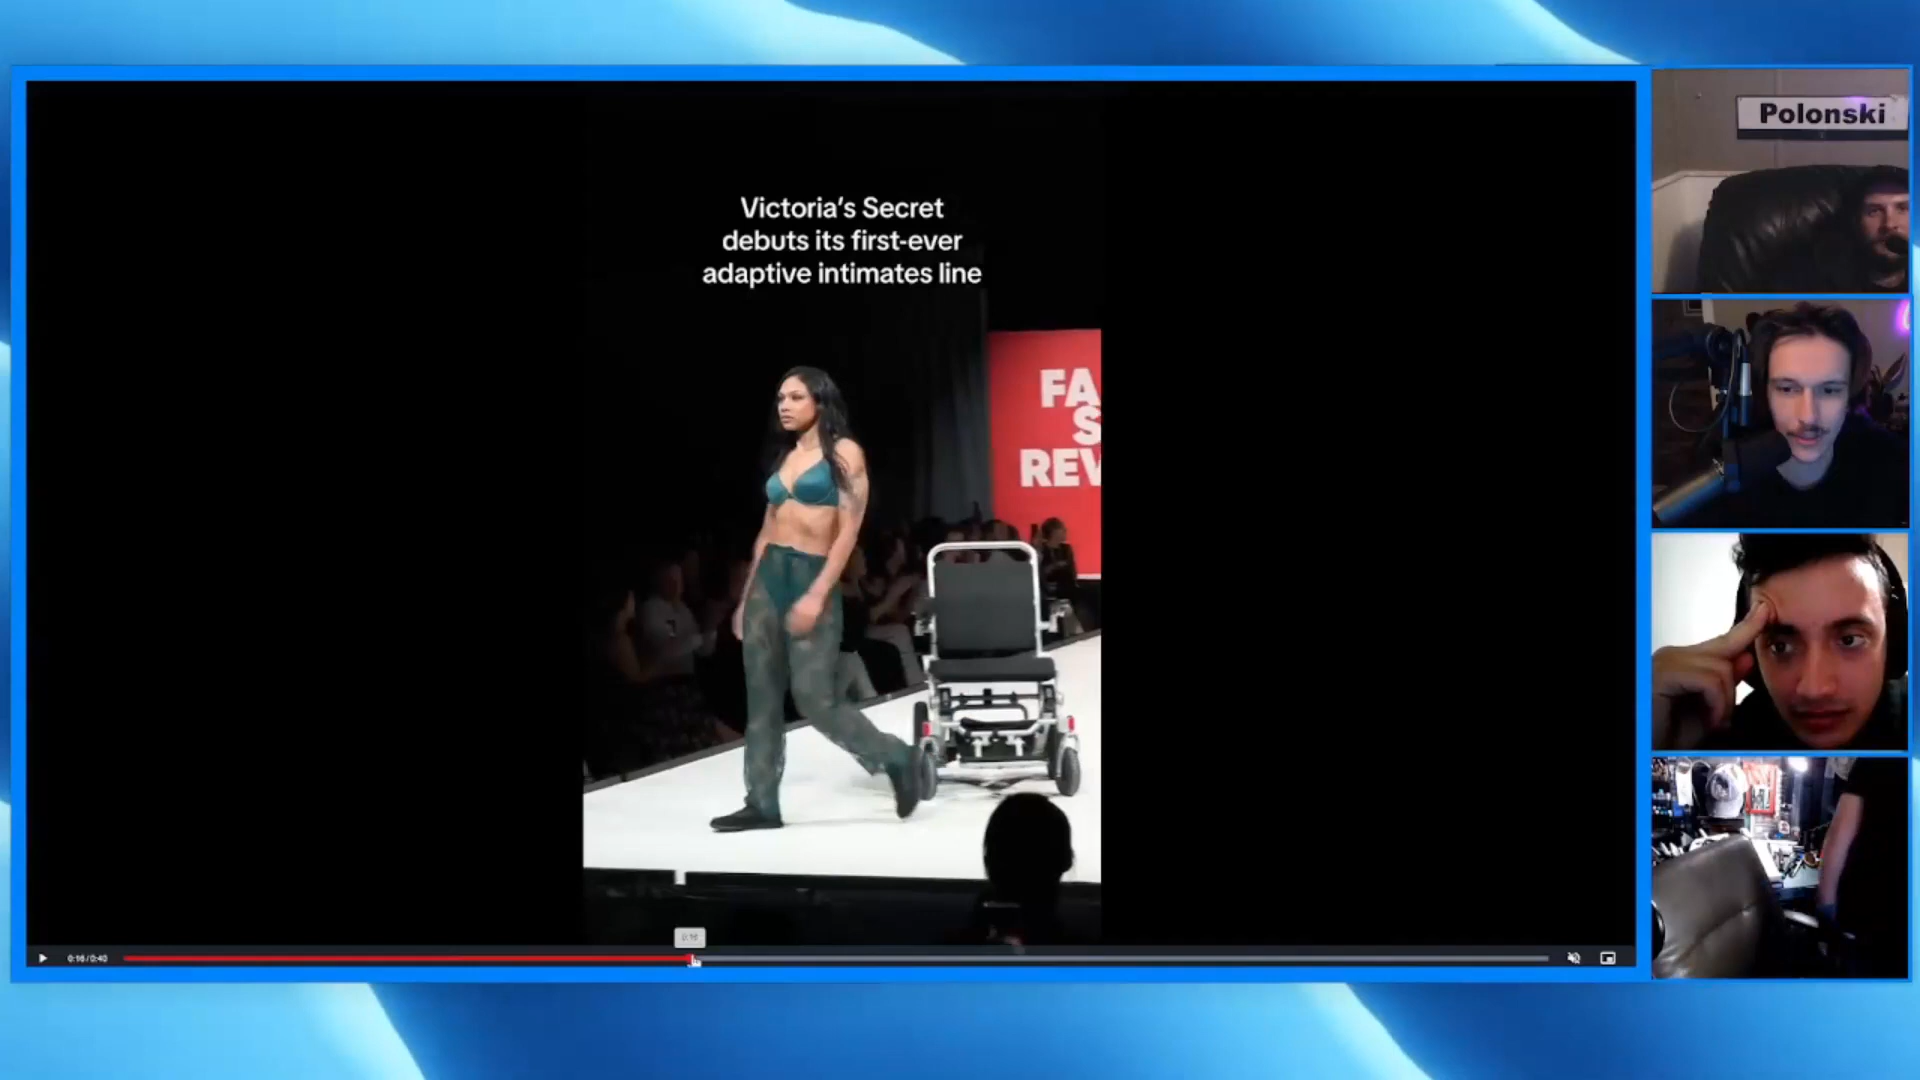 Victoria's Secret
debuts its first-ever
adaptive intimates line
FA
S
REV
0:16 / 0:40
Polonski